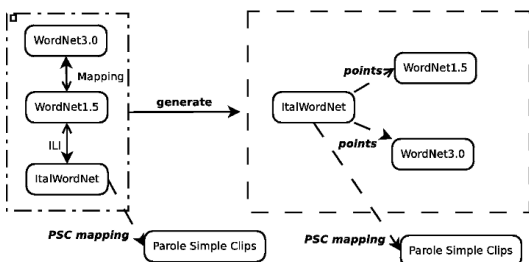 WordNet3.0
Mapping
WordNet1.5
ILI
ItalWordNet
PSC mapping
Parole Simple Clips
generate
ItalWordNet
points
WordNet1.5
points
WordNet3.0
PSC mapping
Parole Simple Clips